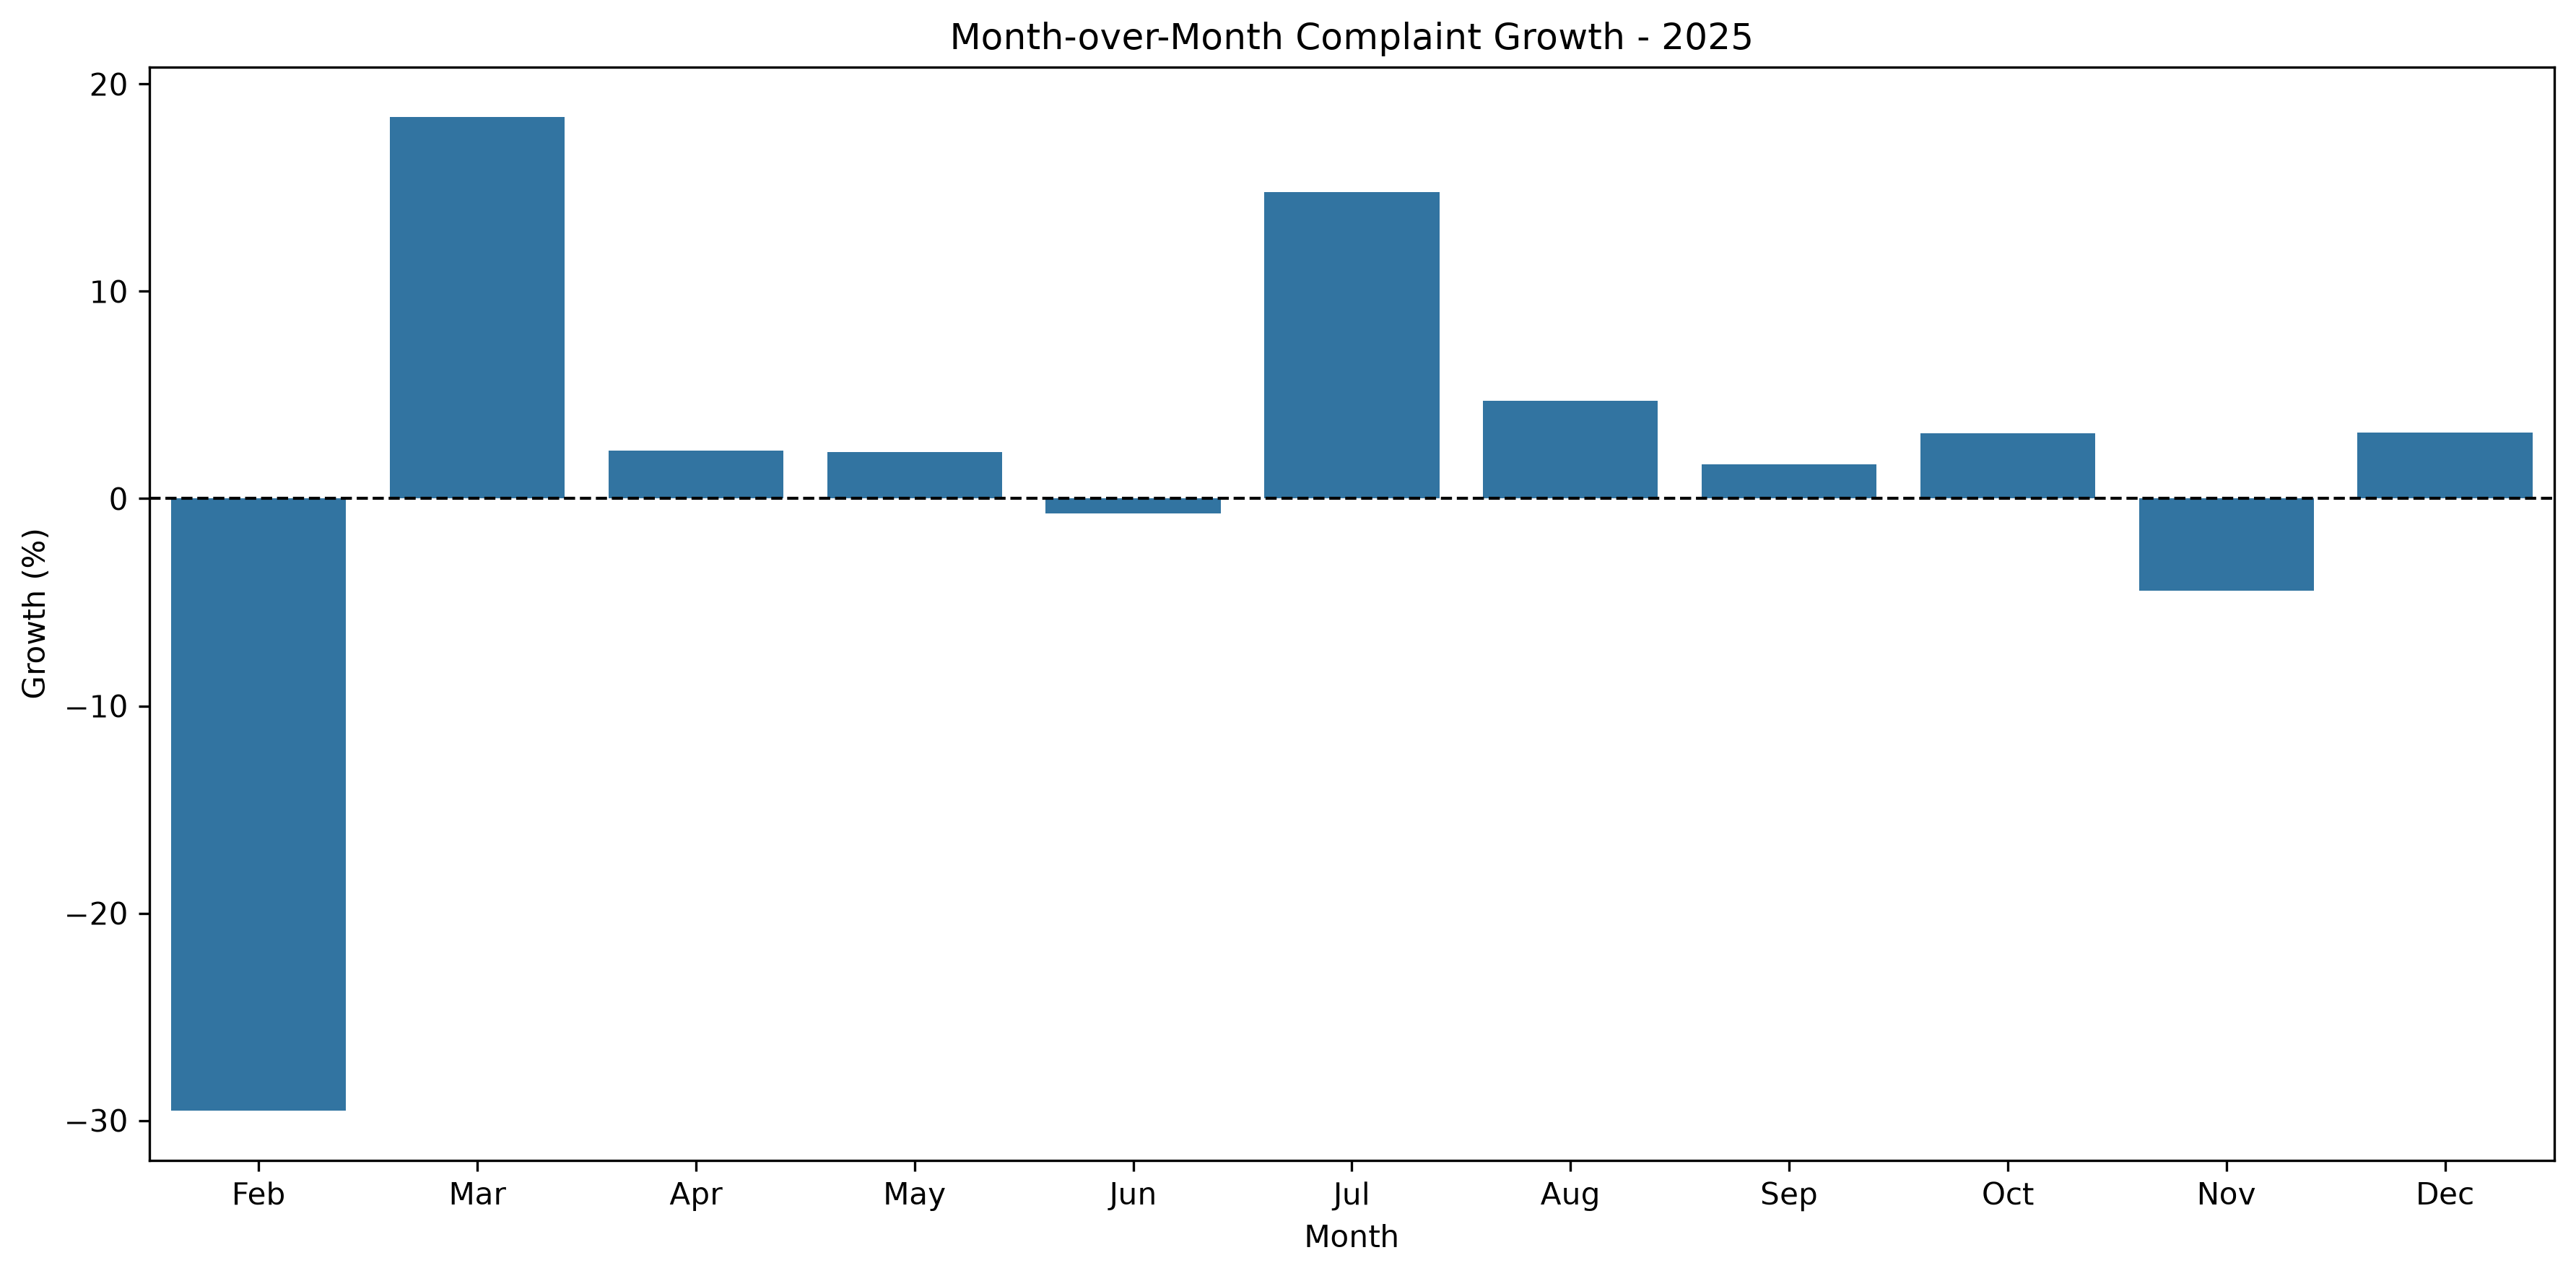 Month-over-Month Complaint Growth - 2025
Growth (%)
20
10
0
−10
−20
−30
Feb Mar Apr May Jun Jul Aug Sep Oct Nov Dec
Month